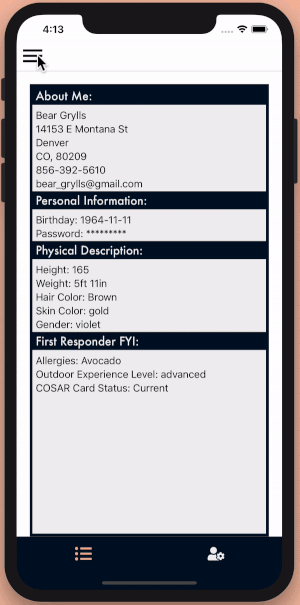 4:13
About Me:
Bear Grylls
14153 E Montana St
Denver
CO, 80209
856-392-5610
bear_grylls@gmail.com
Personal Information:
Birthday: 1964-11-11
Password: *********
Physical Description:
Height: 165
Weight: 5ft 11in
Hair Color: Brown
Skin Color: gold
Gender: violet
First Responder FYI:
Allergies: Avocado
Outdoor Experience Level: advanced
COSAR Card Status: Current